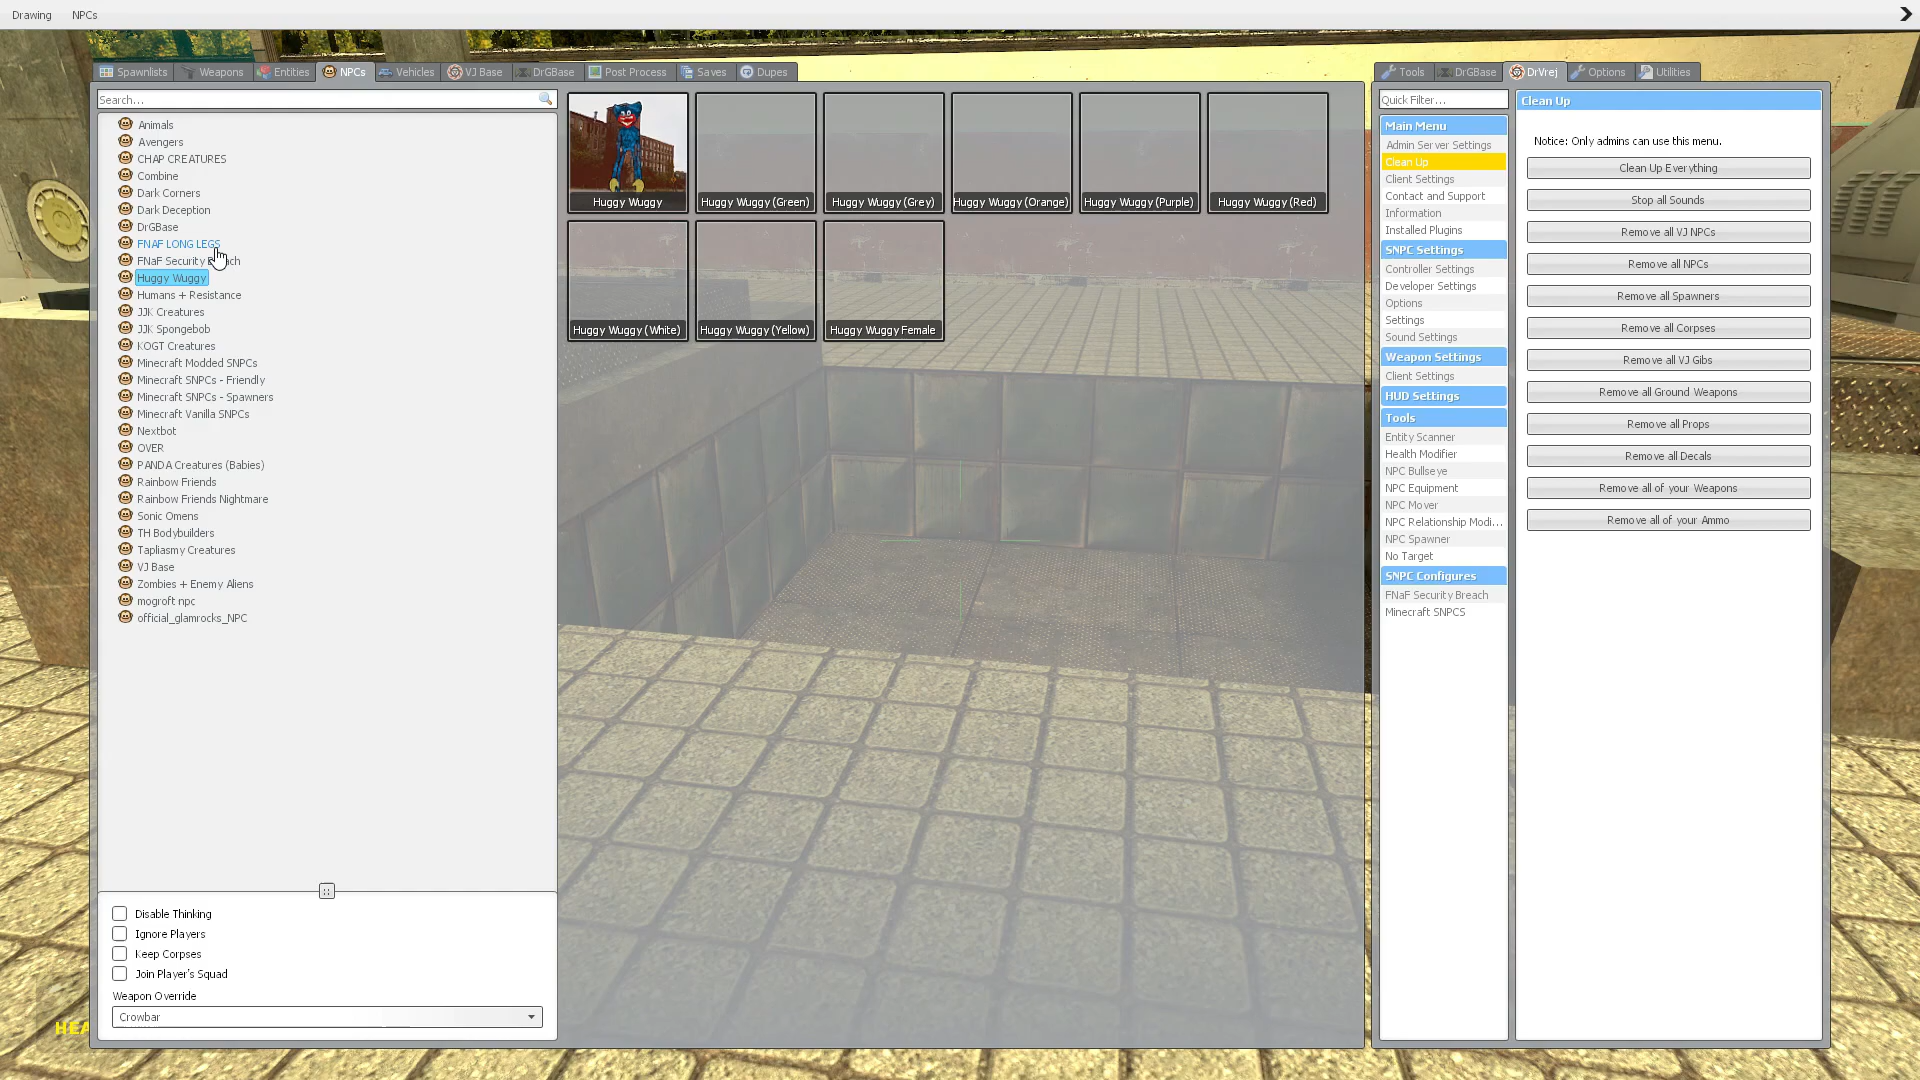 Drawing NPCs
Spawnlists Weapons Entities NPCs Vehicles VJ Base DrGBase Post Process Saves Dupes
Search...
Animals
Avengers
CHAP CREATURES
Combine
Dark Corners
Dark Deception
DrGBase
FNAF LONG LEGS
FNaF Security
Huggy Wuggy
Humans + Resistance
JJK Creatures
JJK Spongebob
KOGT Creatures
Minecraft Modded SNPCs
Minecraft SNPCs - Friendly
Minecraft SNPCs - Spawners
Minecraft Vanilla SNPCs
Nextbot
OVER
PANDA Creatures (Babies)
Rainbow Friends
Rainbow Friends Nightmare
Sonic Omens
TH Bodybuilders
Tapliasmy Creatures
VJ Base
Zombies + Enemy Aliens
mogroft npc
official_glamrocks_NPC
Disable Thinking
Ignore Players
Keep Corpses
Join Player's Squad
Weapon Override
Crowbar
HEA
Huggy Wuggy
Huggy Wuggy (Green)
Huggy Wuggy (Grey)
Huggy Wuggy (Orange)
Huggy Wuggy (Purple)
Huggy Wuggy (Red)
Huggy Wuggy (White)
Huggy Wuggy (Yellow)
Huggy Wuggy Female
Tools DrGBase DrVrej Options Utilities
Quick Filter...
Main Menu
Admin Server Settings
Clean Up
Client Settings
Contact and Support
Information
Installed Plugins
SNPC Settings
Controller Settings
Developer Settings
Options
Settings
Sound Settings
Weapon Settings
Client Settings
HUD Settings
Tools
Entity Scanner
Health Modifier
NPC Bullseye
NPC Equipment
NPC Mover
NPC Relationship Modi...
NPC Spawner
No Target
SNPC Configures
FNaF Security Breach
Minecraft SNPCS
Clean Up
Notice: Only admins can use this menu.
Clean Up Everything
Stop all Sounds
Remove all VJ NPCs
Remove all NPCs
Remove all Spawners
Remove all Corpses
Remove all VJ Gibs
Remove all Ground Weapons
Remove all Props
Remove all Decals
Remove all of your Weapons
Remove all of your Ammo